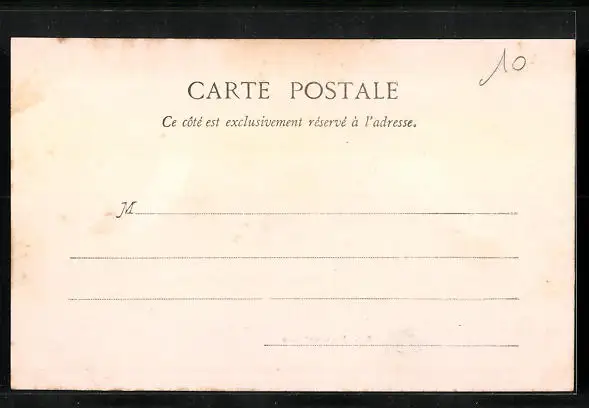 10
CARTE POSTALE
Ce côté est exclusivement réservé à l'adresse.
M